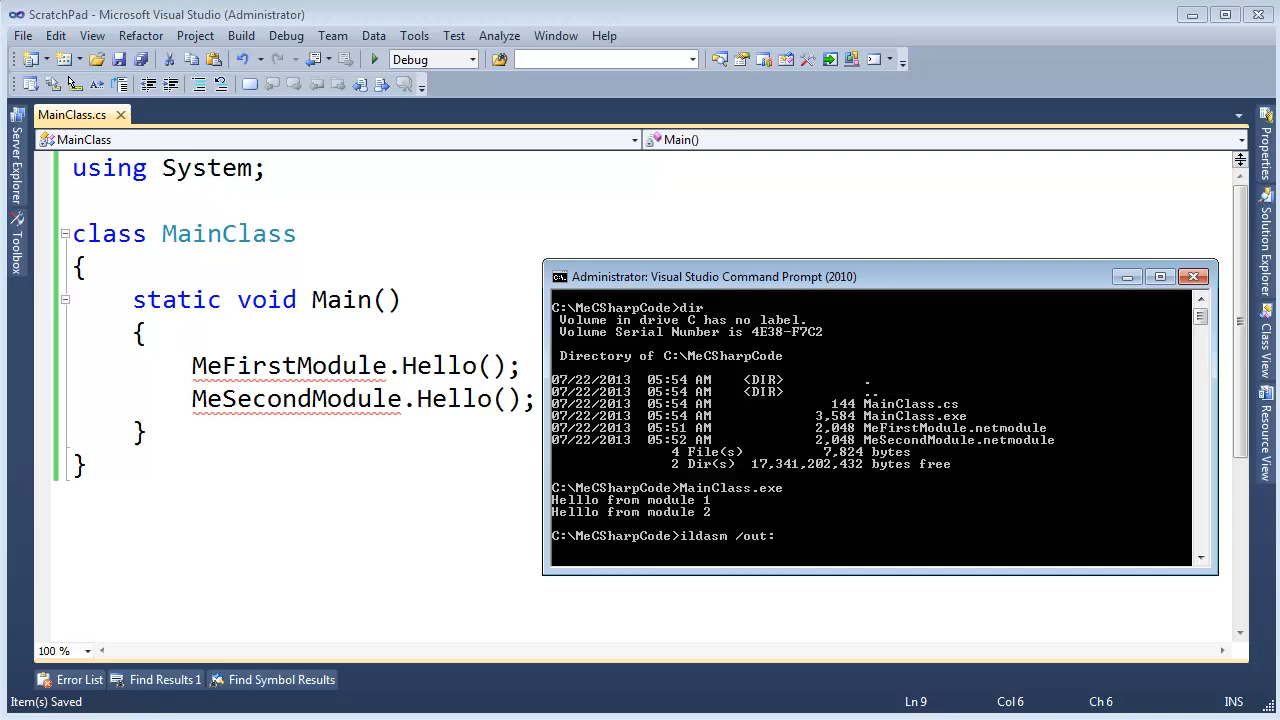 ScratchPad - Microsoft Visual Studio (Administrator)
File Edit View Refactor Project Build Debug Team Data Tools Test Analyze Window Help
Debug
MainClass.cs
MainClass
Main()
Server Explorer
Toolbox
using System;
class MainClass
{
static void Main()
{
MeFirstModule.Hello();
MeSecondModule.Hello();
}
}
Administrator: Visual Studio Command Prompt (2010)
C:\MeCSharpCode>dir
Volume in drive C has no label.
Volume Serial Number is 4E38-F7C2
Directory of C:\MeCSharpCode
07/22/2013 05:54 AM <DIR> .
07/22/2013 05:54 AM <DIR> ..
07/22/2013 05:54 AM 144 MainClass.cs
07/22/2013 05:54 AM 3,584 MainClass.exe
07/22/2013 05:51 AM 2,048 MeFirstModule.netmodule
07/22/2013 05:52 AM 2,048 MeSecondModule.netmodule
4 File(s) 7,824 bytes
2 Dir(s) 17,341,202,432 bytes free
C:\MeCSharpCode>MainClass.exe
Helllo from module 1
Helllo from module 2
C:\MeCSharpCode>ildasm /out:
Properties
Solution Explorer
Class View
Resource View
100 %
Error List Find Results 1 Find Symbol Results
Item(s) Saved Ln 9 Col 6 Ch 6 INS